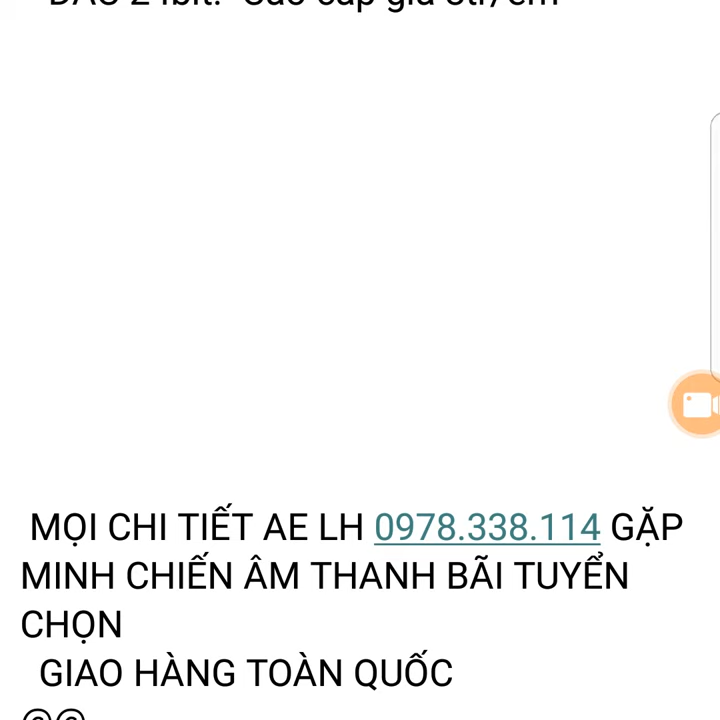 MỌI CHI TIẾT AE LH 0978.338.114 GẶP
MINH CHIẾN ÂM THANH BÃI TUYỂN
CHỌN
GIAO HÀNG TOÀN QUỐC